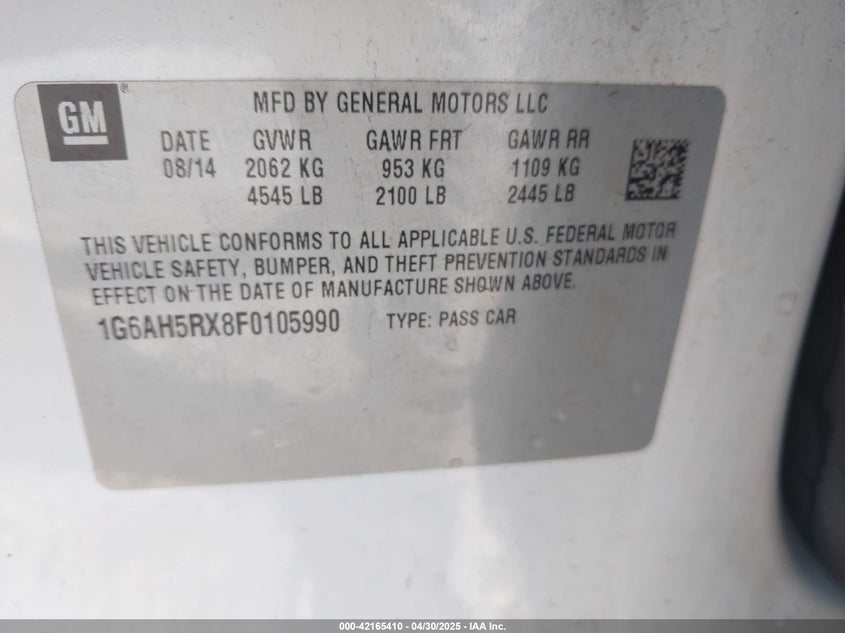 GM®
MFD BY GENERAL MOTORS LLC
DATE GVWR GAWR FRT GAWR RR
08/14 2062 KG 953 KG 1109 KG
4545 LB 2100 LB 2445 LB
THIS VEHICLE CONFORMS TO ALL APPLICABLE U.S. FEDERAL MOTOR
VEHICLE SAFETY, BUMPER, AND THEFT PREVENTION STANDARDS IN
EFFECT ON THE DATE OF MANUFACTURE SHOWN ABOVE.
1G6AH5RX8F0105990 TYPE: PASS CAR
000-42165410 | 04/30/2025 - IAA Inc.